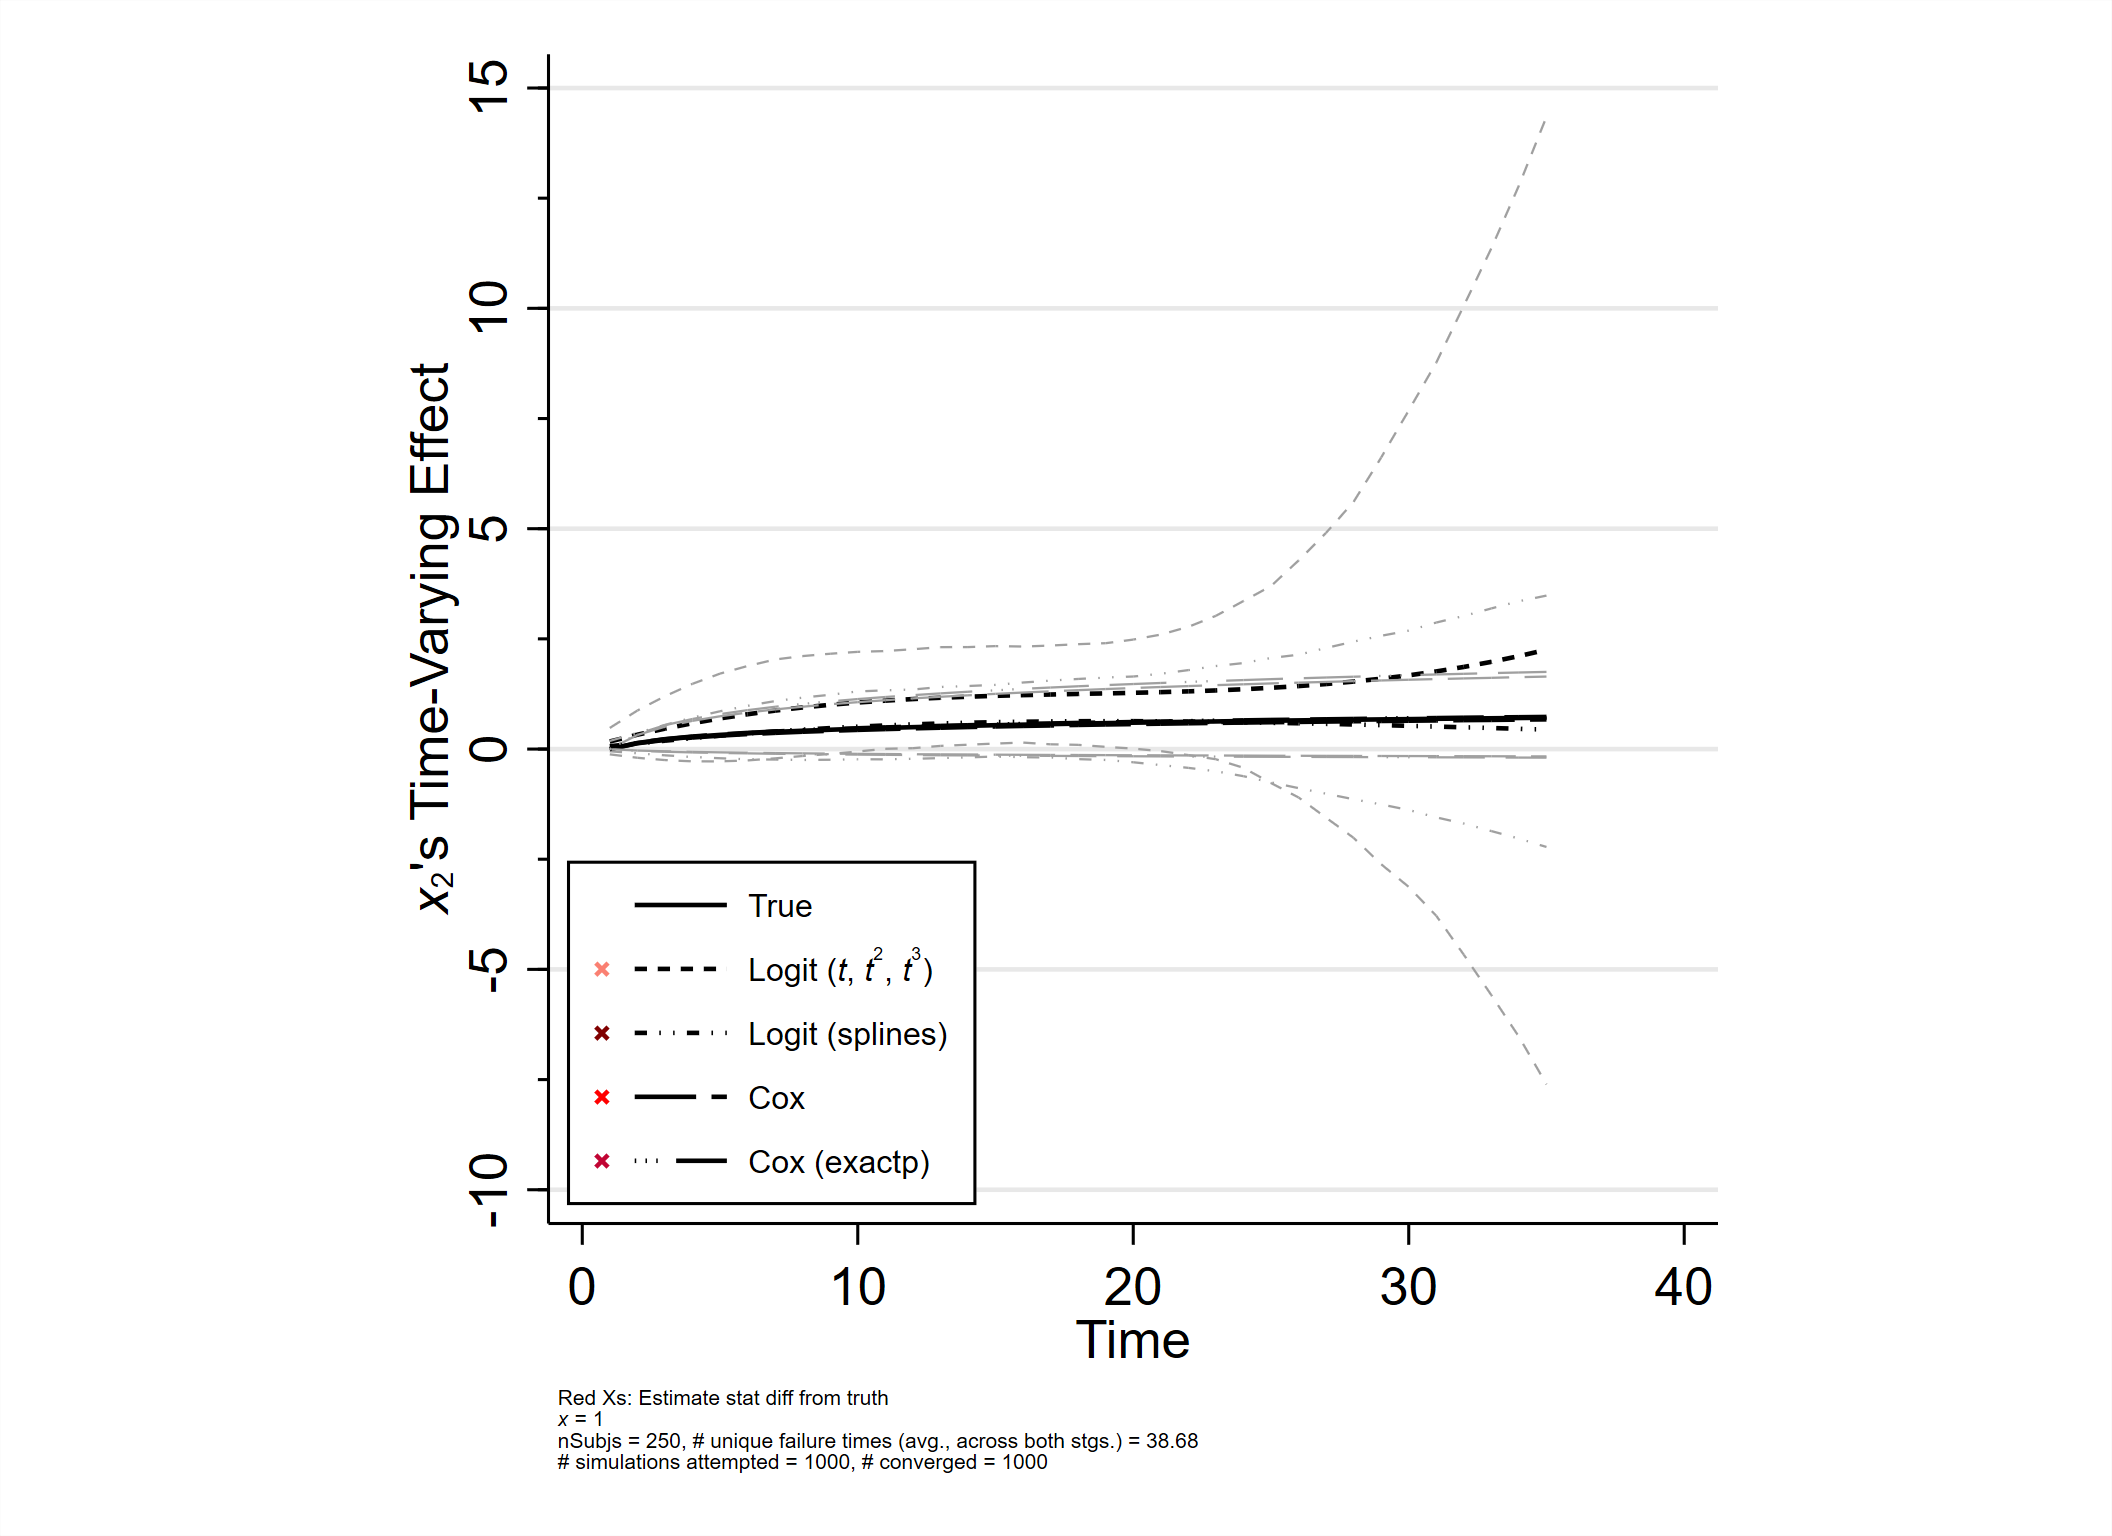 x₂'s Time-Varying Effect
15
10
5
0
-5
-10
True
Logit (t, t², t³)
Logit (splines)
Cox
Cox (exactp)
0 10 20 30 40
Time
Red Xs: Estimate stat diff from truth
x = 1
nSubjs = 250, # unique failure times (avg., across both stgs.) = 38.68
# simulations attempted = 1000, # converged = 1000